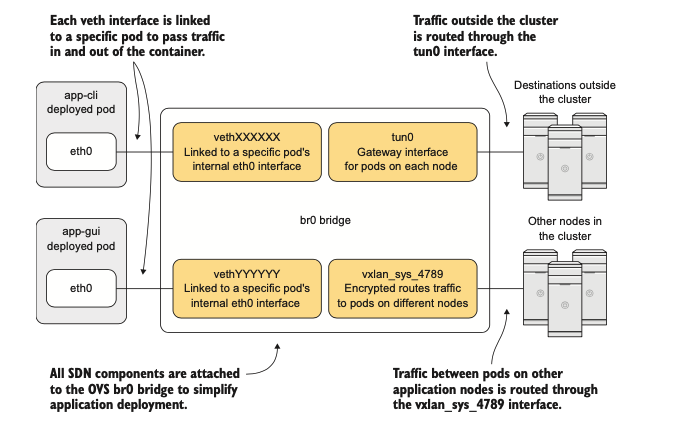 Each veth interface is linked
to a specific pod to pass traffic
in and out of the container.
Traffic outside the cluster
is routed through the
tun0 interface.
app-cli
deployed pod
eth0
vethXXXXXX
Linked to a specific pod's
internal eth0 interface
tun0
Gateway interface
for pods on each node
Destinations outside
the cluster
br0 bridge
app-gui
deployed pod
eth0
vethYYYYYY
Linked to a specific pod's
internal eth0 interface
vxlan_sys_4789
Encrypted routes traffic
to pods on different nodes
Other nodes in
the cluster
All SDN components are attached
to the OVS br0 bridge to simplify
application deployment.
Traffic between pods on other
application nodes is routed through
the vxlan_sys_4789 interface.